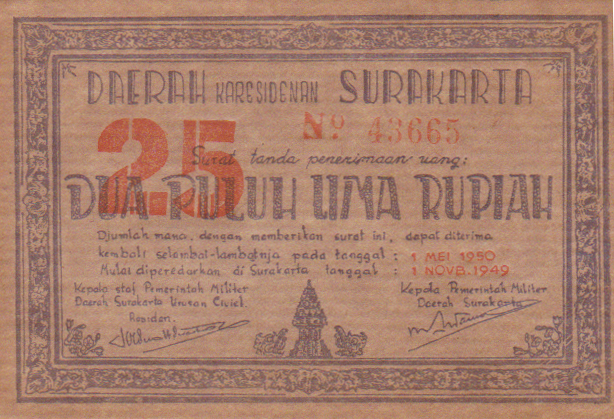 DAERAH KARESIDENAN SURAKARTA
25
No 43665
Surat tanda penerimaan uang:
DUA PULUH LIMA RUPIAH
Djumlah mana, dengan memberikan surat ini, dapat diterima
kembali selambat-lambatnja pada tanggal : 1 MEI 1950
Mulai diperedarkan di Surakarta tanggal : 1 NOVB. 1949
Kepala staf Pemerintah Militer
Daerah Surakarta Urusan Civiel.
Residen.
Kepala Pemerintah Militer
Daerah Surakarta